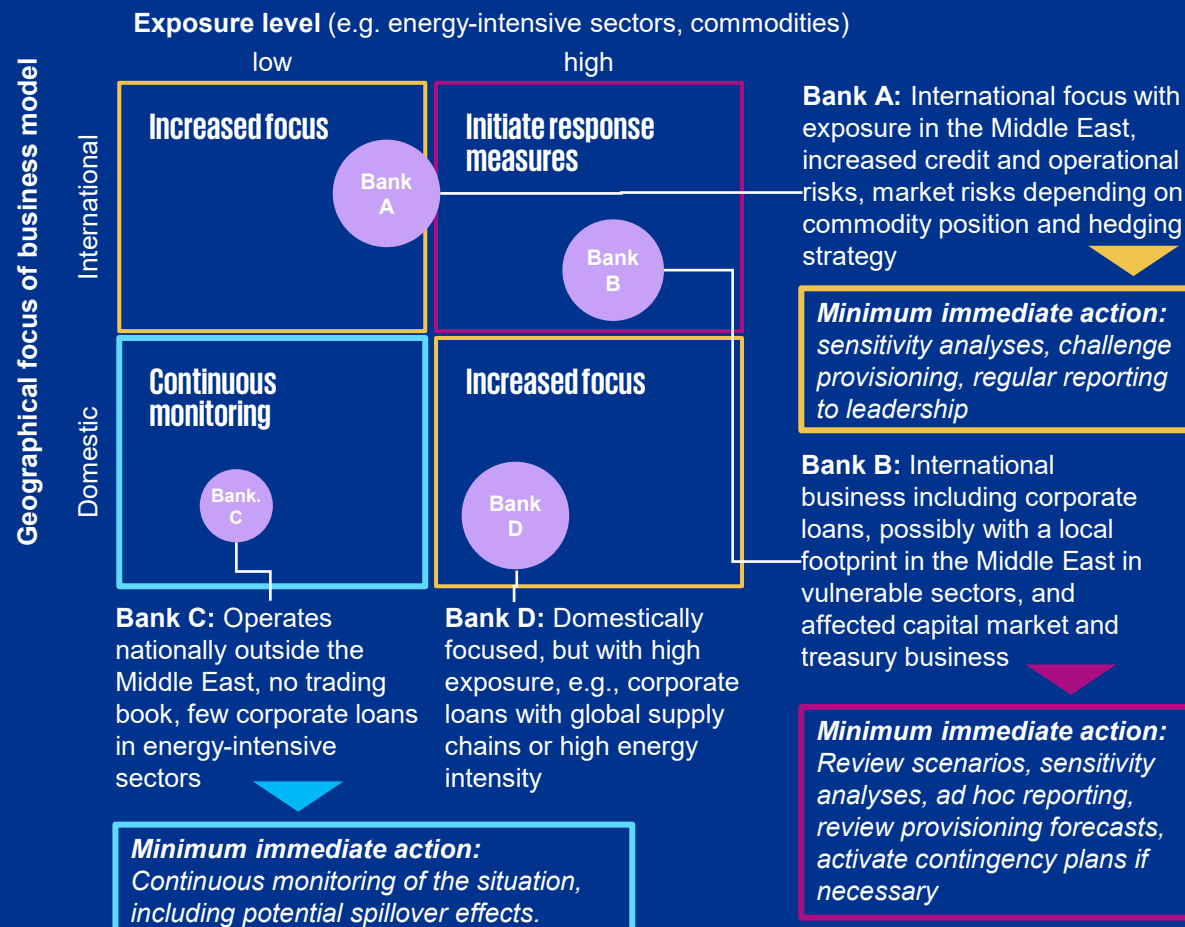 Exposure level (e.g. energy-intensive sectors, commodities)
low
high
Geographical focus of business model
International
Domestic
Increased focus
Initiate response
measures
Bank
A
Bank
B
Continuous
monitoring
Increased focus
Bank.
C
Bank
D
Bank A: International focus with
exposure in the Middle East,
increased credit and operational
risks, market risks depending on
commodity position and hedging
strategy
Minimum immediate action:
sensitivity analyses, challenge
provisioning, regular reporting
to leadership
Bank B: International
business including corporate
loans, possibly with a local
footprint in the Middle East in
vulnerable sectors, and
affected capital market and
treasury business
Minimum immediate action:
Review scenarios, sensitivity
analyses, ad hoc reporting,
review provisioning forecasts,
activate contingency plans if
necessary
Bank C: Operates
nationally outside the
Middle East, no trading
book, few corporate loans
in energy-intensive
sectors
Bank D: Domestically
focused, but with high
exposure, e.g., corporate
loans with global supply
chains or high energy
intensity
Minimum immediate action:
Continuous monitoring of the situation,
including potential spillover effects.